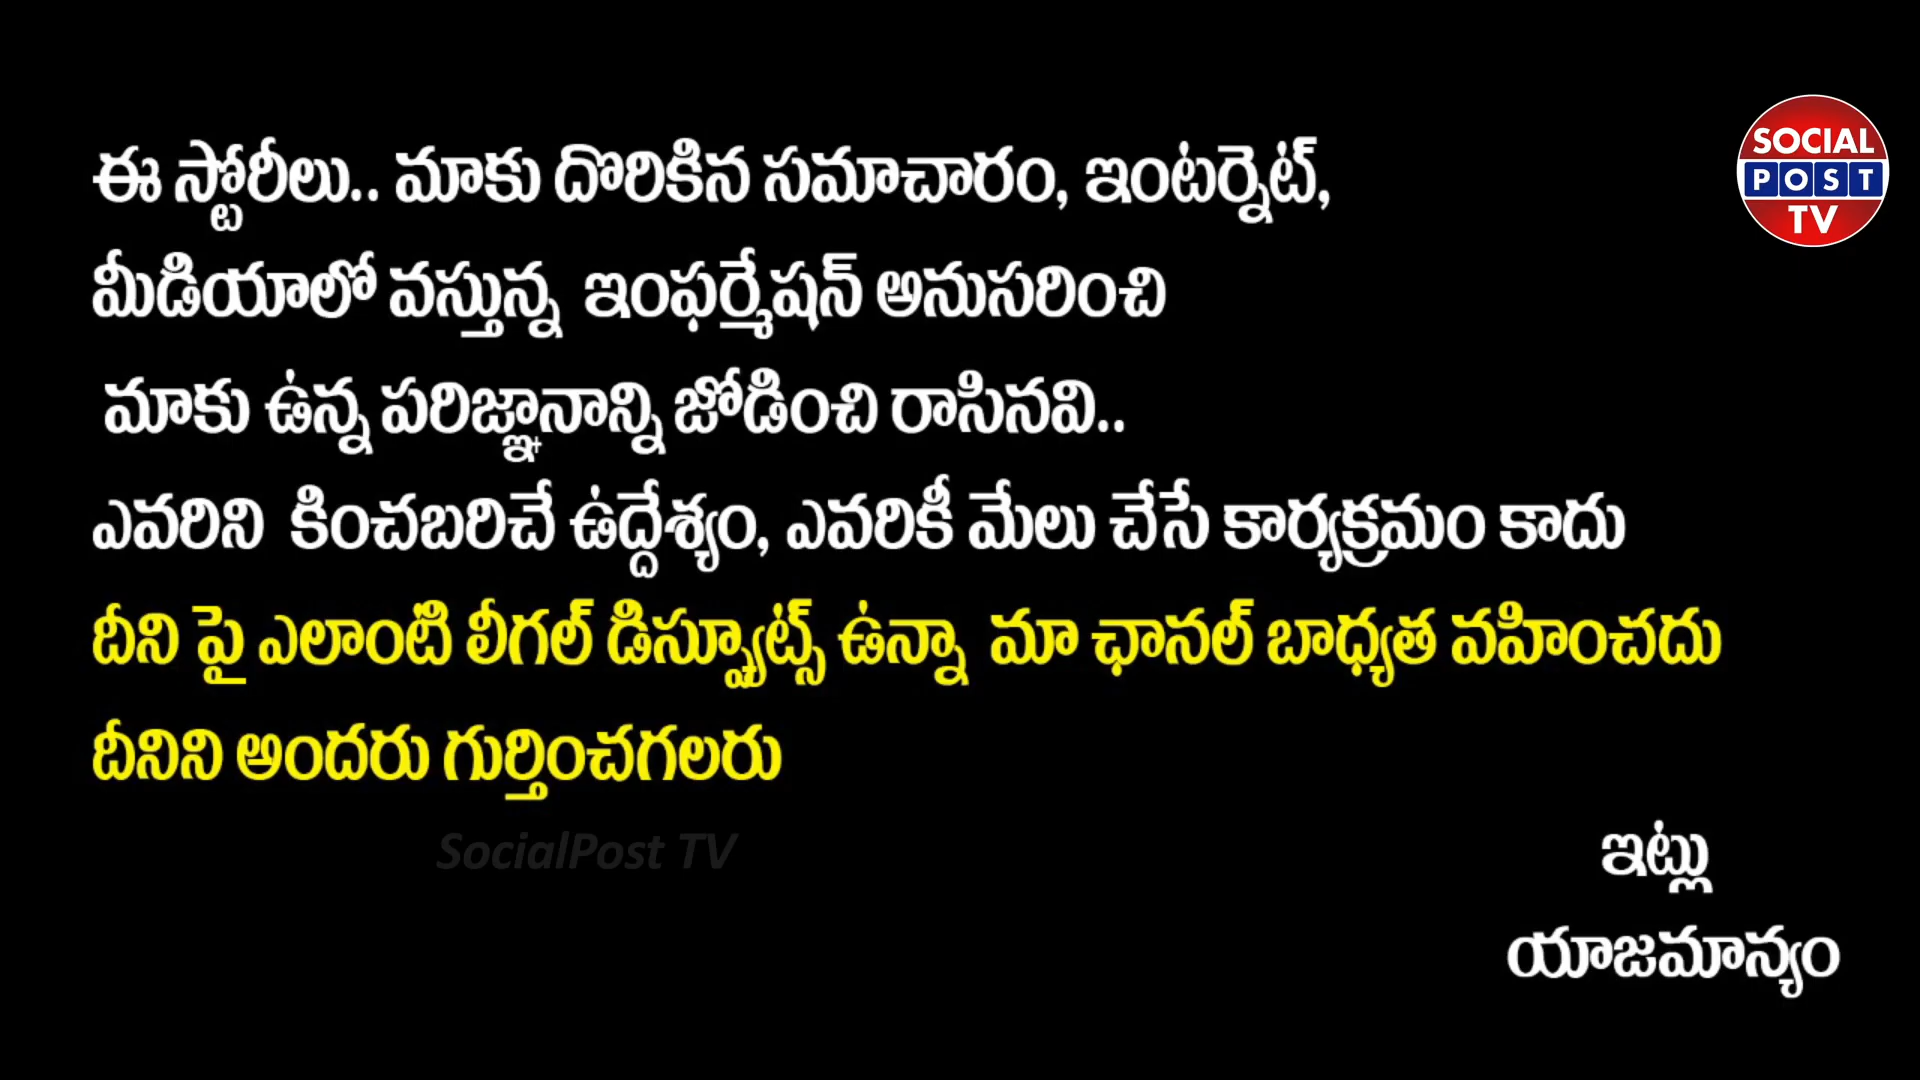 ఈ స్టోరీలు.. మాకు దొరికిన సమాచారం, ఇంటర్నెట్,
SOCIAL
POST
TV
మీడియాలో వస్తున్న ఇంఫర్మేషన్ అనుసరించి
మాకు ఉన్న పరిజ్ఞానాన్ని జోడించి రాసినవి..
ఎవరిని కించబరిచే ఉద్దేశ్యం, ఎవరికీ మేలు చేసే కార్యక్రమం కాదు
దీని పై ఎలాంటి లీగల్ డిస్ప్యూట్స్ ఉన్నా మా ఛానల్ బాధ్యత వహించదు
దీనిని అందరు గుర్తించగలరు
SocialPost TV
ఇట్లు
యాజమాన్యం